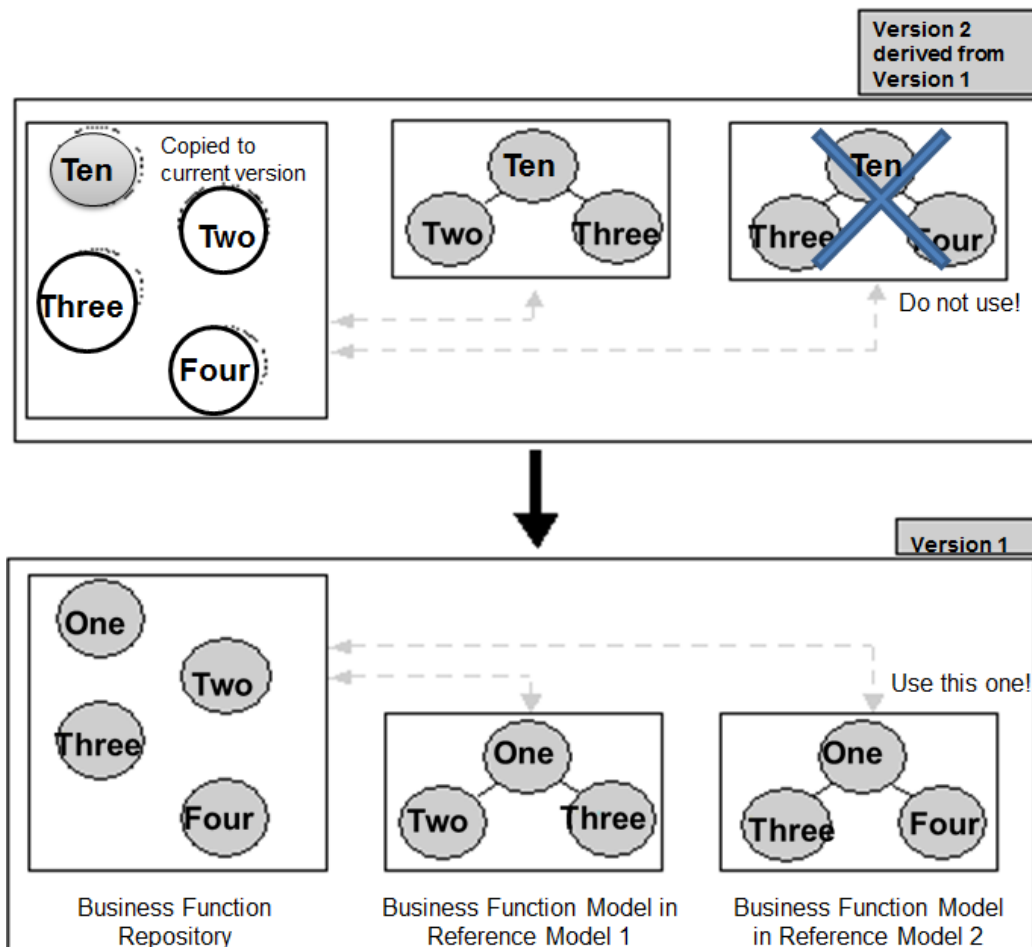 Version 2
derived from
Version 1
Ten
Copied to
current version
Two
Three
Four
Ten
Two
Three
Ten
Three
Four
Do not use!
Version 1
One
Two
Three
Four
Use this one!
One
Two
Three
One
Three
Four
Business Function
Repository
Business Function Model in
Reference Model 1
Business Function Model
in Reference Model 2